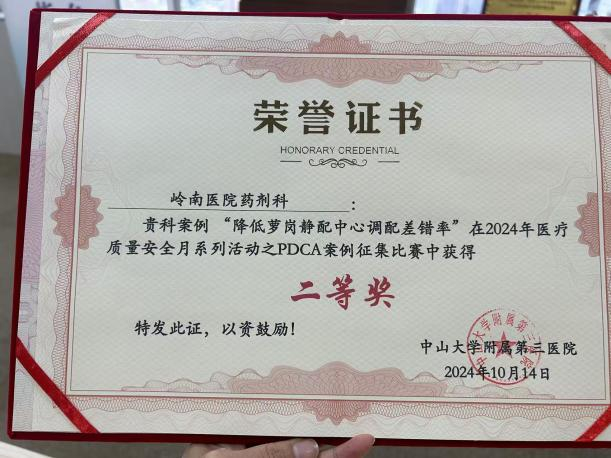 荣誉证书
HONORARY CREDENTIAL
岭南医院药剂科：
贵科案例“降低萝岗静配中心调配差错率”在2024年医疗
质量安全月系列活动之PDCA案例征集比赛中获得
二等奖
特发此证，以资鼓励！
中山大学附属第三医院
2024年10月14日